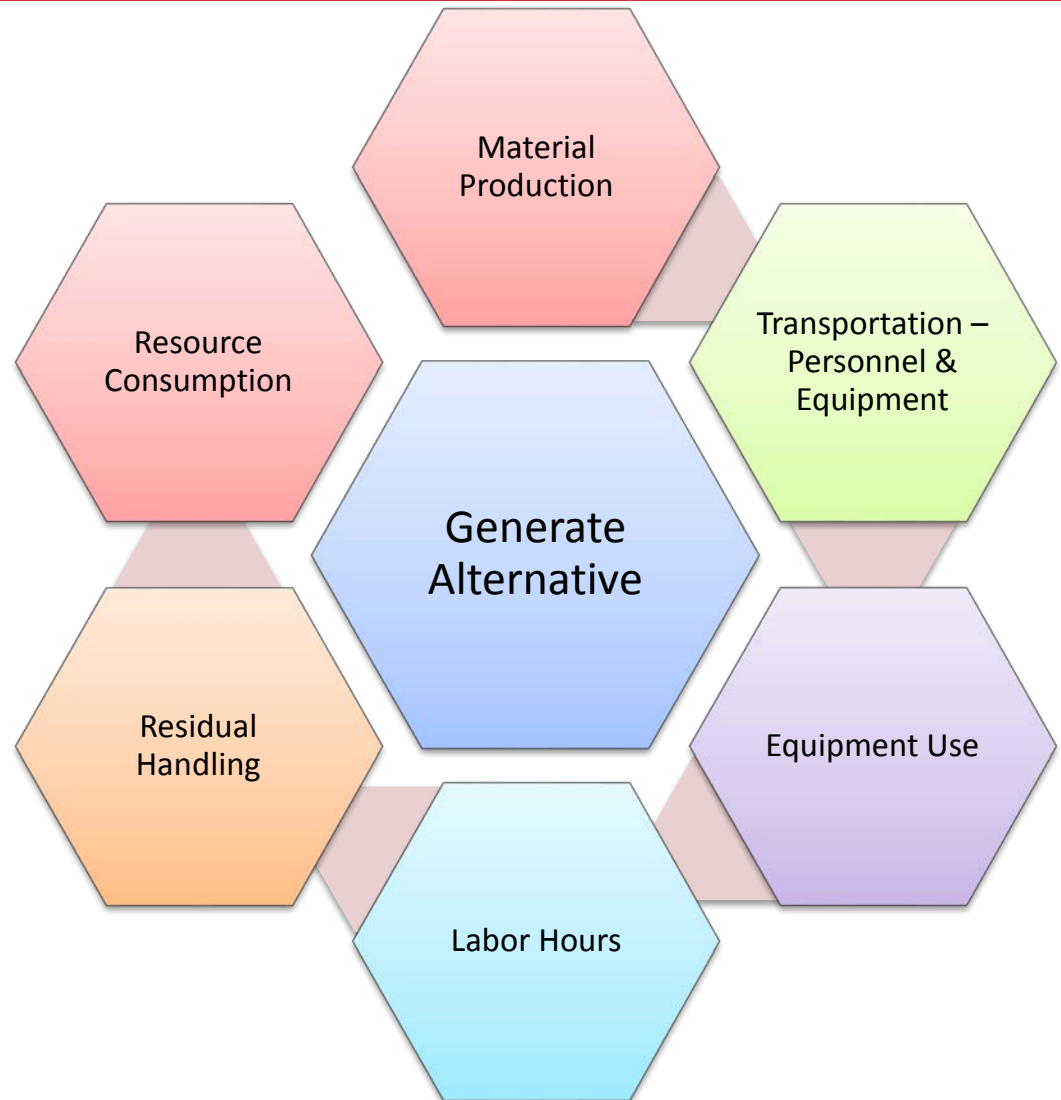 Material
Production
Transportation –
Personnel &
Equipment
Equipment Use
Labor Hours
Residual
Handling
Resource
Consumption
Generate
Alternative